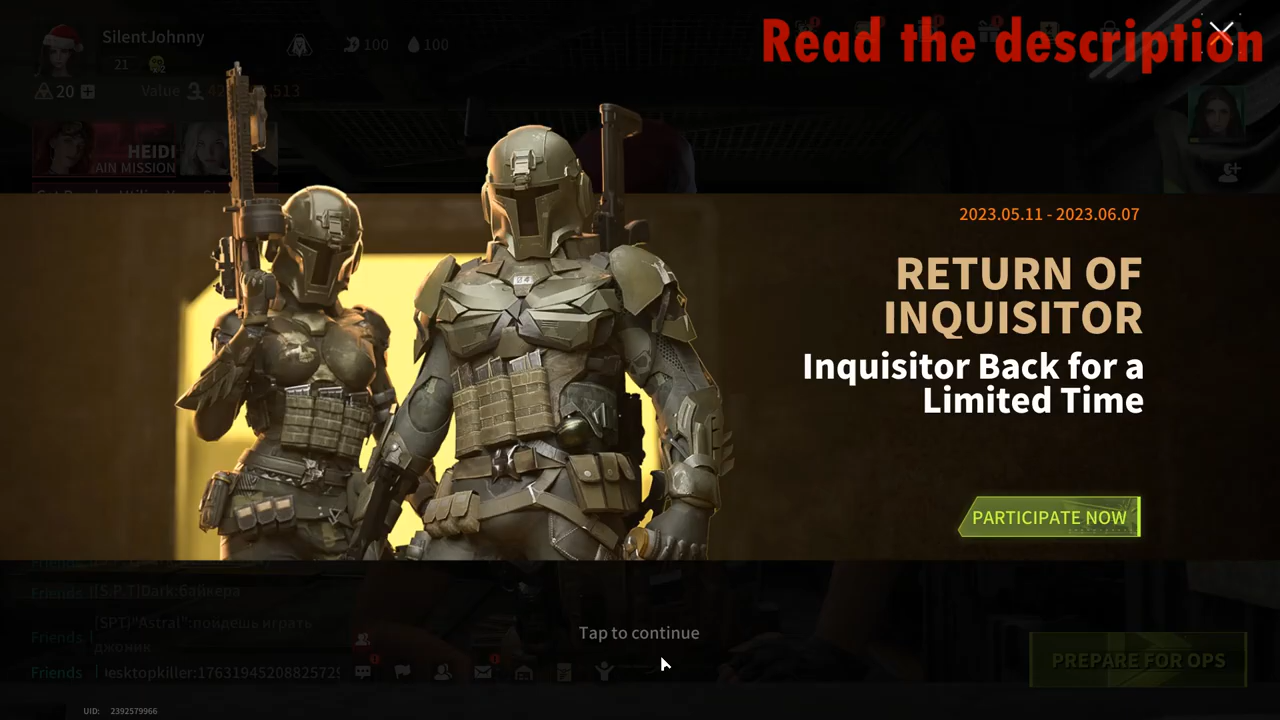 Read the description
SilentJohnny
100
100
21
20
Value
HEIDI
AIN MISSION
2023.05.11 - 2023.06.07
RETURN OF
INQUISITOR
Inquisitor Back for a
Limited Time
PARTICIPATE NOW
Friends
[S.P.T]Dark:байкера
[SPT]"Astral":пойдешь играть
Friends
джоник
Tap to continue
Friends
esktopkiller:1763194520882572
PREPARE FOR OPS
UID: 2392579966